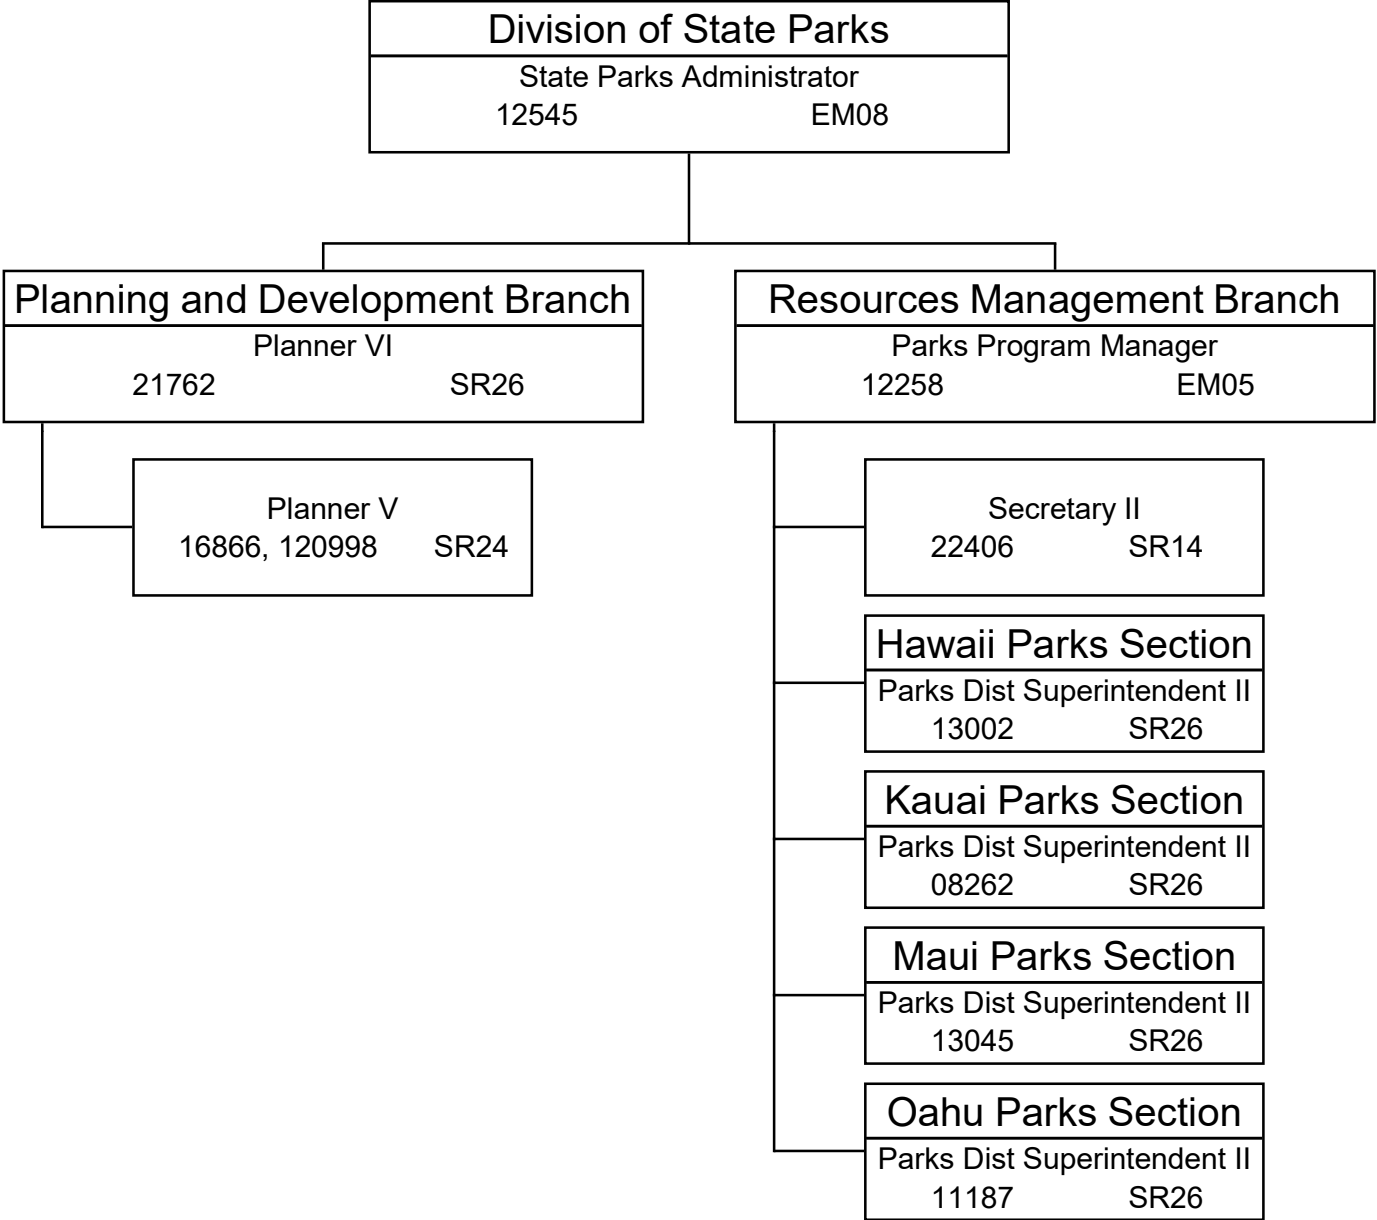 Division of State Parks
State Parks Administrator
12545 EM08
Planning and Development Branch
Planner VI
21762 SR26
Planner V
16866, 120998 SR24
Resources Management Branch
Parks Program Manager
12258 EM05
Secretary II
22406 SR14
Hawaii Parks Section
Parks Dist Superintendent II
13002 SR26
Kauai Parks Section
Parks Dist Superintendent II
08262 SR26
Maui Parks Section
Parks Dist Superintendent II
13045 SR26
Oahu Parks Section
Parks Dist Superintendent II
11187 SR26